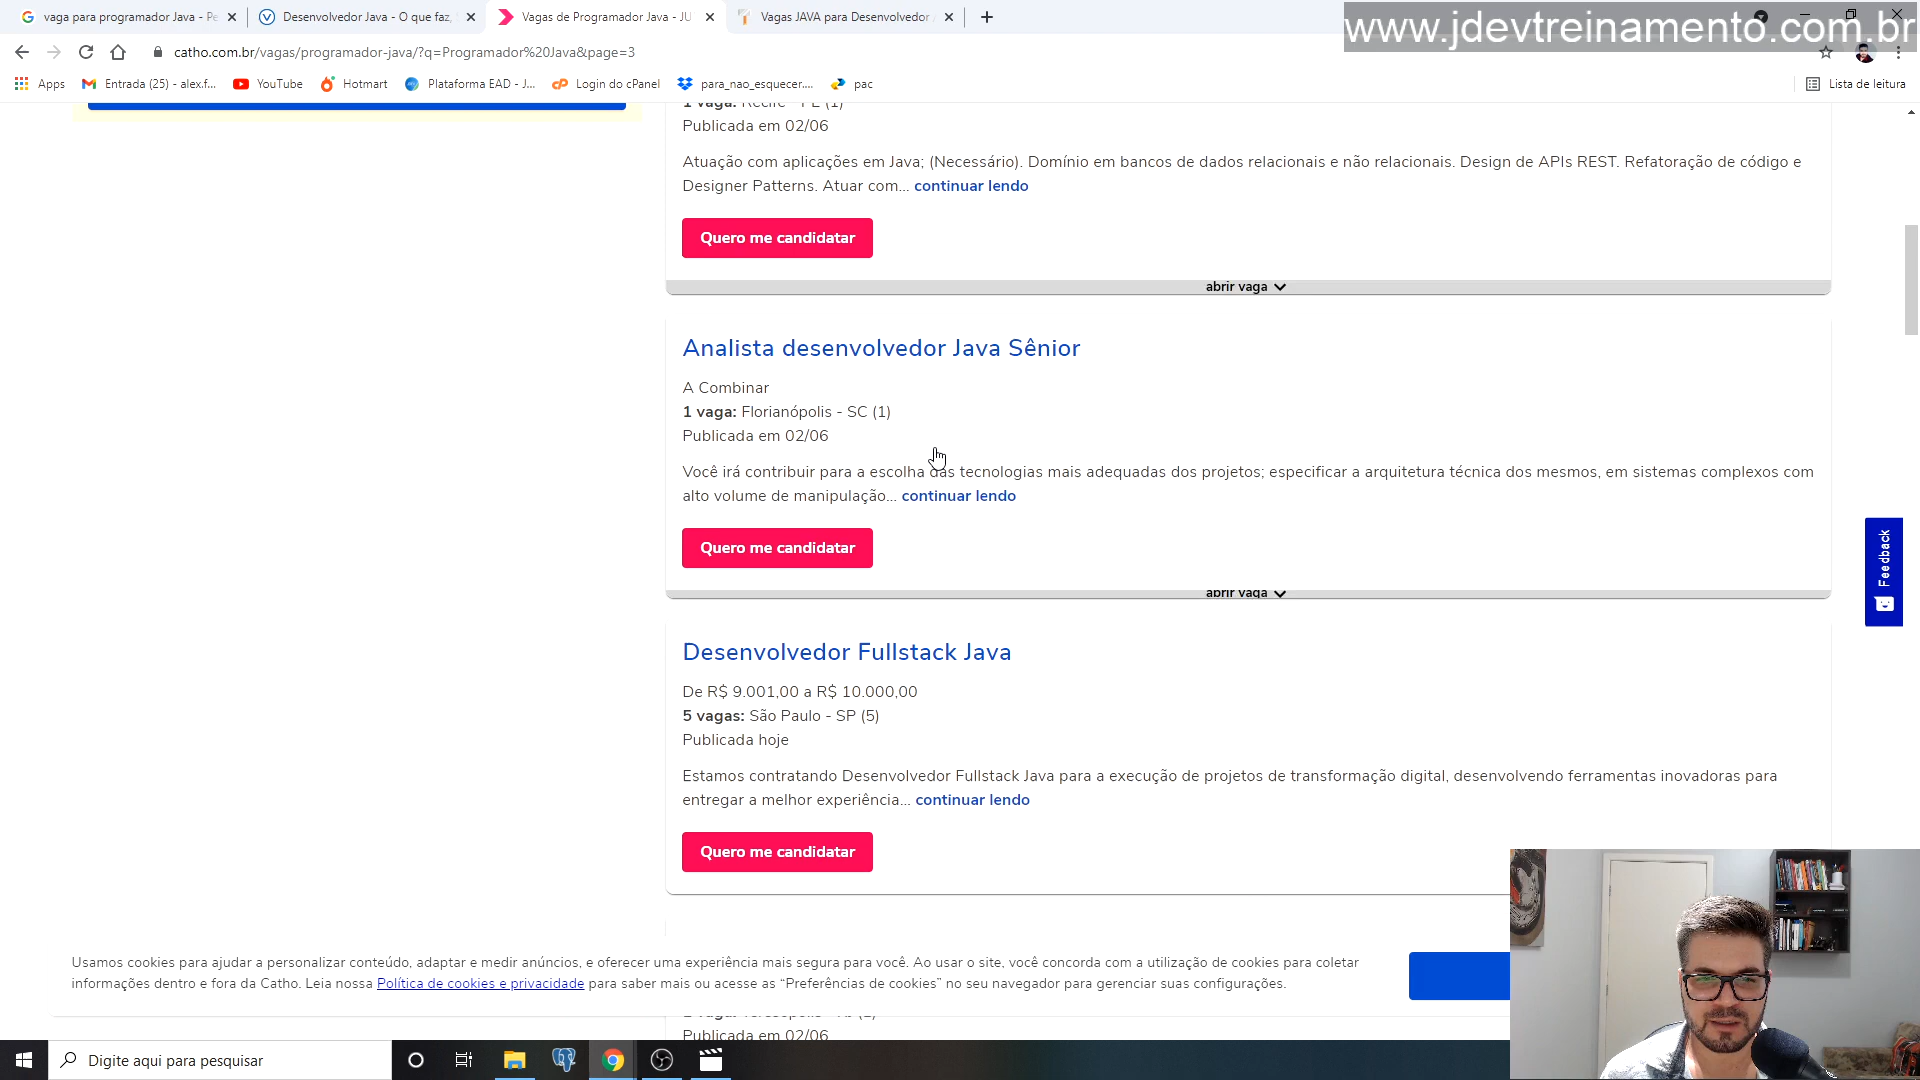 vaga para programador Java - Pe
Desenvolvedor Java - O que faz,
Vagas de Programador Java - JU
Vagas JAVA para Desenvolvedor
www.jdevtreinamento.com.br
catho.com.br/vagas/programador-java/?q=Programador%20Java&page=3
Apps
Entrada (25) - alex.f...
YouTube
Hotmart
Plataforma EAD - J...
Login do cPanel
para_nao_esquecer....
pac
Lista de leitura
1 vaga: Recife - PE (1)
Publicada em 02/06
Atuação com aplicações em Java; (Necessário). Domínio em bancos de dados relacionais e não relacionais. Design de APIs REST. Refatoração de código e
Designer Patterns. Atuar com... continuar lendo
Quero me candidatar
abrir vaga
Analista desenvolvedor Java Sênior
A Combinar
1 vaga: Florianópolis - SC (1)
Publicada em 02/06
Você irá contribuir para a escolha das tecnologias mais adequadas dos projetos; especificar a arquitetura técnica dos mesmos, em sistemas complexos com
alto volume de manipulação... continuar lendo
Quero me candidatar
abrir vaga
Feedback
Desenvolvedor Fullstack Java
De R$ 9.001,00 a R$ 10.000,00
5 vagas: São Paulo - SP (5)
Publicada hoje
Estamos contratando Desenvolvedor Fullstack Java para a execução de projetos de transformação digital, desenvolvendo ferramentas inovadoras para
entregar a melhor experiência... continuar lendo
Quero me candidatar
Usamos cookies para ajudar a personalizar conteúdo, adaptar e medir anúncios, e oferecer uma experiência mais segura para você. Ao usar o site, você concorda com a utilização de cookies para coletar
informações dentro e fora da Catho. Leia nossa Política de cookies e privacidade para saber mais ou acesse as “Preferências de cookies” no seu navegador para gerenciar suas configurações.
Publicada em 02/06
Digite aqui para pesquisar